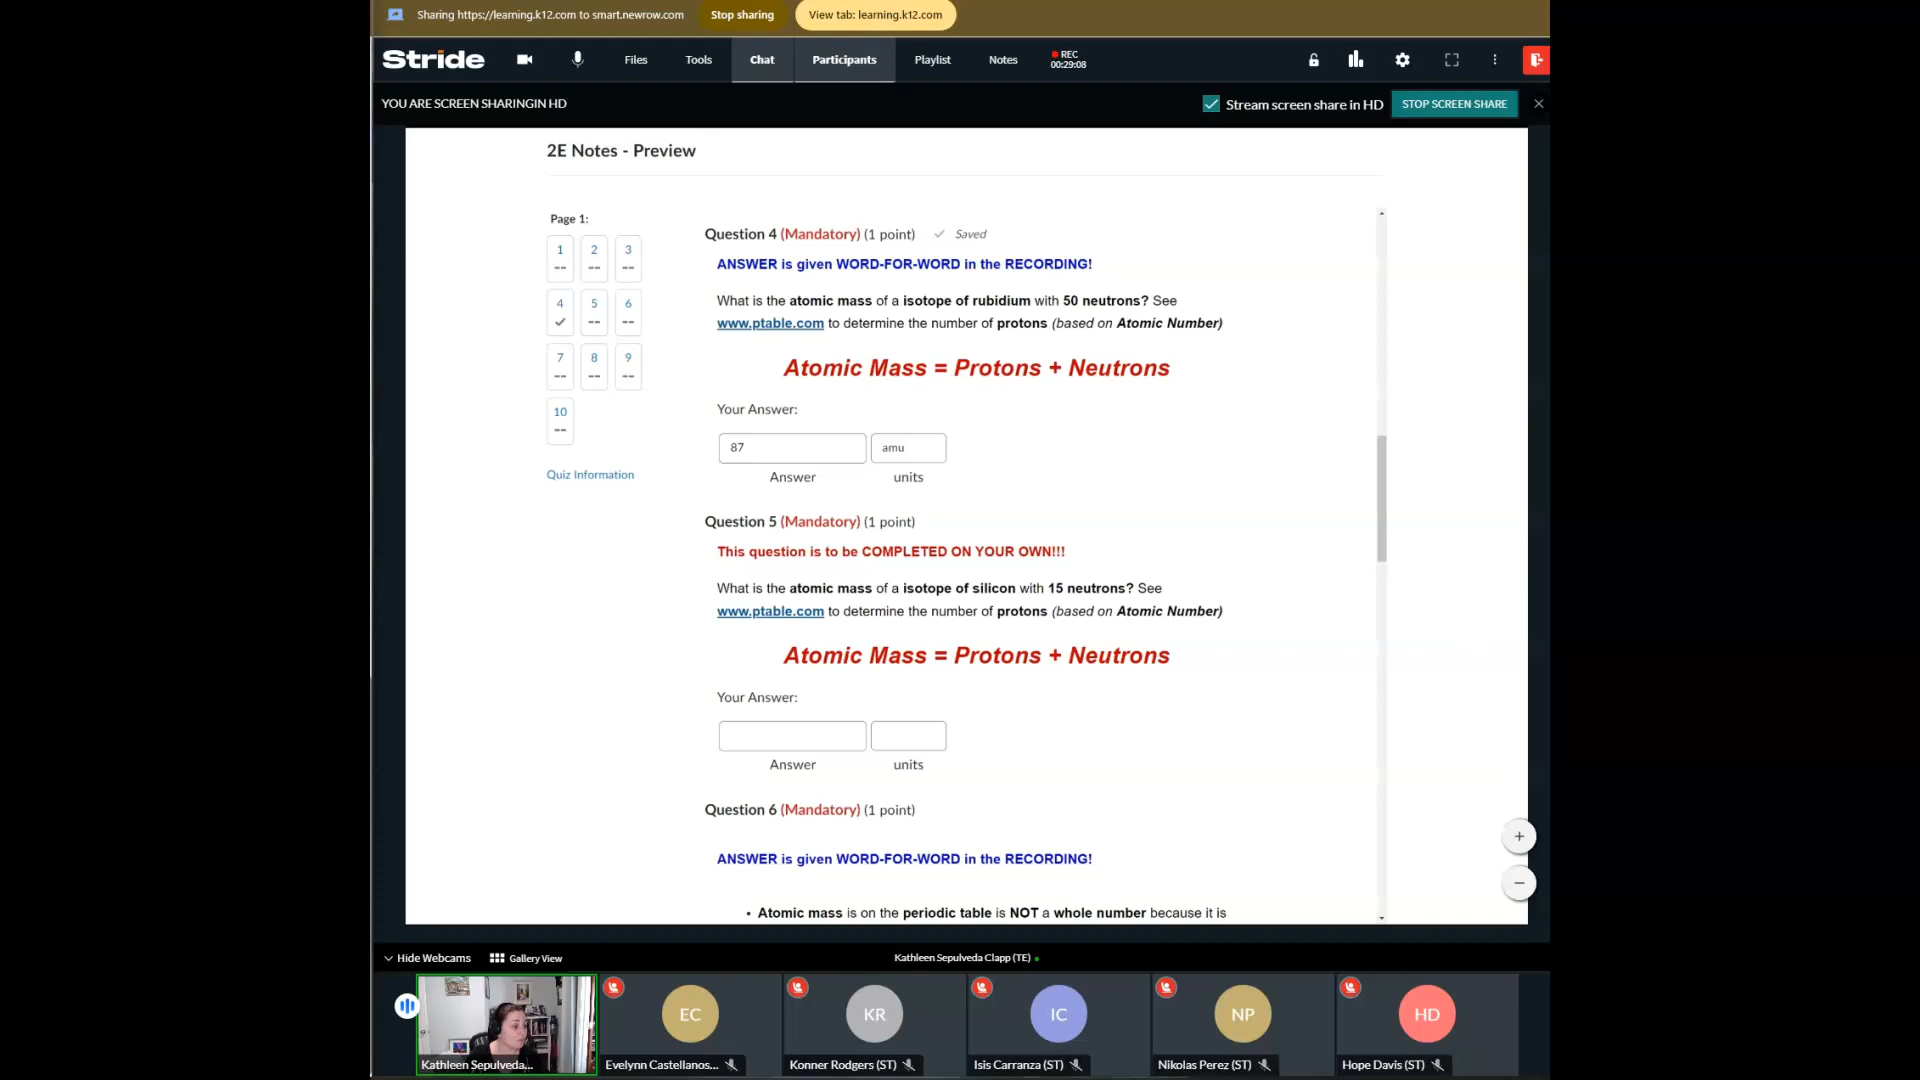 Sharing https://learning.k12.com to smart.newrow.com Stop sharing View tab: learning.k12.com
Stride Files Tools Chat Participants Playlist Notes REC
00:29:08
YOU ARE SCREEN SHARINGIN HD Stream screen share in HD STOP SCREEN SHARE
2E Notes - Preview
Page 1:
1 2 3
-- -- --
4 5 6
-- --
7 8 9
-- -- --
10
--
Quiz Information
Question 4 (Mandatory) (1 point) Saved
ANSWER is given WORD-FOR-WORD in the RECORDING!
What is the atomic mass of a isotope of rubidium with 50 neutrons? See
www.ptable.com to determine the number of protons (based on Atomic Number)
Atomic Mass = Protons + Neutrons
Your Answer:
87 amu
Answer units
Question 5 (Mandatory) (1 point)
This question is to be COMPLETED ON YOUR OWN!!!
What is the atomic mass of a isotope of silicon with 15 neutrons? See
www.ptable.com to determine the number of protons (based on Atomic Number)
Atomic Mass = Protons + Neutrons
Your Answer:
Answer units
Question 6 (Mandatory) (1 point)
ANSWER is given WORD-FOR-WORD in the RECORDING!
• Atomic mass is on the periodic table is NOT a whole number because it is
Hide Webcams Gallery View Kathleen Sepulveda Clapp (TE)
EC KR IC NP HD
Kathleen Sepulveda... Evelynn Castellanos... Konner Rodgers (ST) Isis Carranza (ST) Nikolas Perez (ST) Hope Davis (ST)